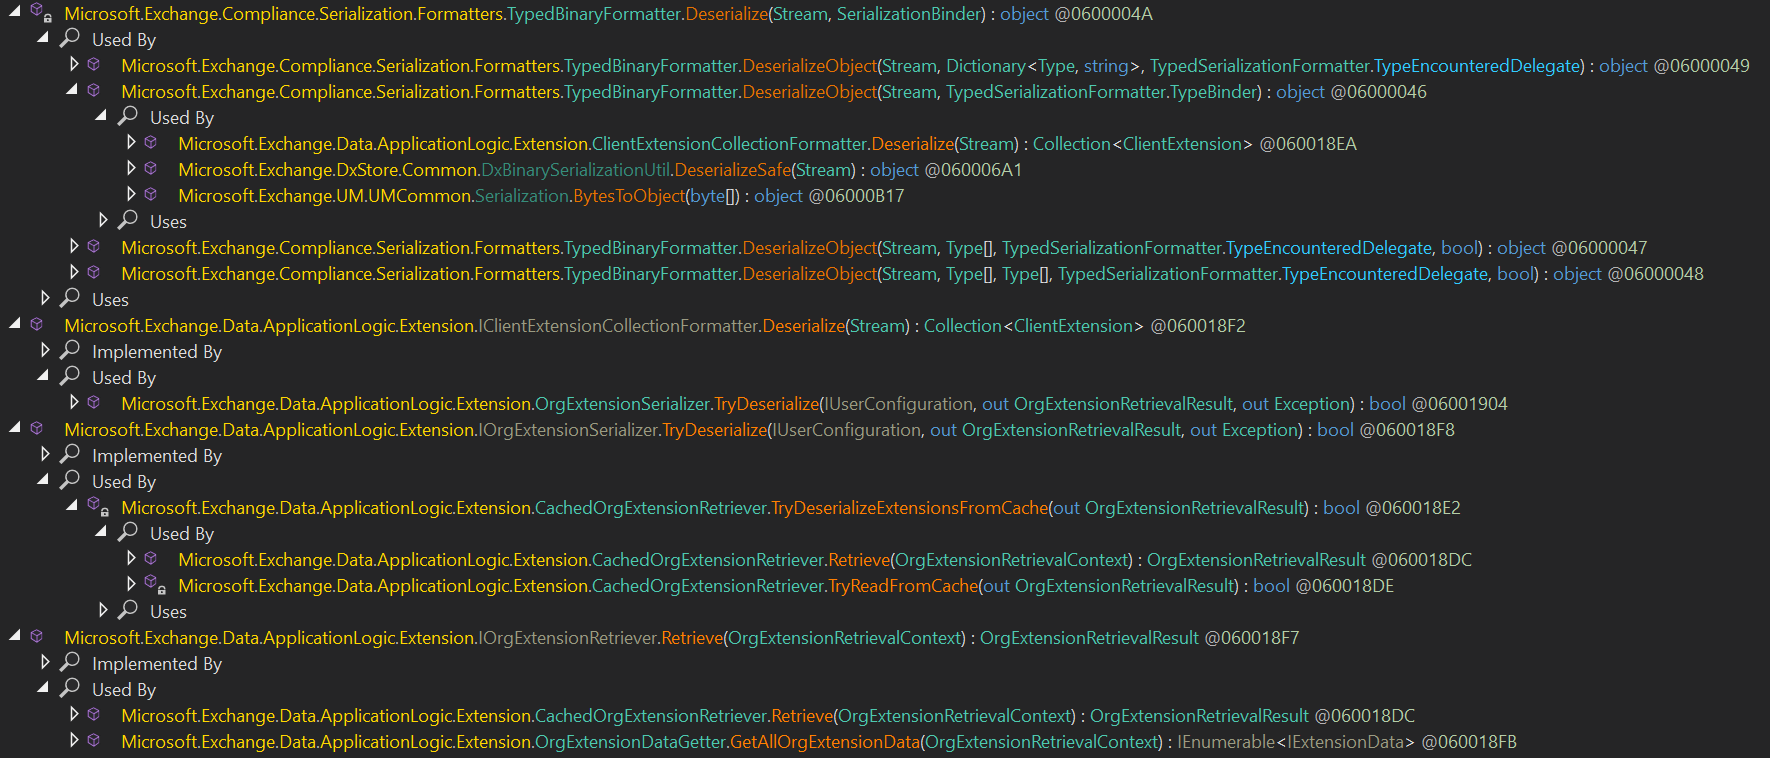 Microsoft.Exchange.Compliance.Serialization.Formatters.TypedBinaryFormatter.Deserialize(Stream, SerializationBinder) : object @0600004A
Used By
Microsoft.Exchange.Compliance.Serialization.Formatters.TypedBinaryFormatter.DeserializeObject(Stream, Dictionary<Type, string>, TypedSerializationFormatter.TypeEncounteredDelegate) : object @06000049
Microsoft.Exchange.Compliance.Serialization.Formatters.TypedBinaryFormatter.DeserializeObject(Stream, TypedSerializationFormatter.TypeBinder) : object @06000046
Used By
Microsoft.Exchange.Data.ApplicationLogic.Extension.ClientExtensionCollectionFormatter.Deserialize(Stream) : Collection<ClientExtension> @060018EA
Microsoft.Exchange.DxStore.Common.DxBinarySerializationUtil.DeserializeSafe(Stream) : object @060006A1
Microsoft.Exchange.UM.UMCommon.Serialization.BytesToObject(byte[]) : object @06000B17
Uses
Microsoft.Exchange.Compliance.Serialization.Formatters.TypedBinaryFormatter.DeserializeObject(Stream, Type[], TypedSerializationFormatter.TypeEncounteredDelegate, bool) : object @06000047
Microsoft.Exchange.Compliance.Serialization.Formatters.TypedBinaryFormatter.DeserializeObject(Stream, Type[], Type[], TypedSerializationFormatter.TypeEncounteredDelegate, bool) : object @06000048
Uses
Microsoft.Exchange.Data.ApplicationLogic.Extension.IClientExtensionCollectionFormatter.Deserialize(Stream) : Collection<ClientExtension> @060018F2
Implemented By
Used By
Microsoft.Exchange.Data.ApplicationLogic.Extension.OrgExtensionSerializer.TryDeserialize(IUserConfiguration, out OrgExtensionRetrievalResult, out Exception) : bool @06001904
Microsoft.Exchange.Data.ApplicationLogic.Extension.IOrgExtensionSerializer.TryDeserialize(IUserConfiguration, out OrgExtensionRetrievalResult, out Exception) : bool @060018F8
Implemented By
Used By
Microsoft.Exchange.Data.ApplicationLogic.Extension.CachedOrgExtensionRetriever.TryDeserializeExtensionsFromCache(out OrgExtensionRetrievalResult) : bool @060018E2
Used By
Microsoft.Exchange.Data.ApplicationLogic.Extension.CachedOrgExtensionRetriever.Retrieve(OrgExtensionRetrievalContext) : OrgExtensionRetrievalResult @060018DC
Microsoft.Exchange.Data.ApplicationLogic.Extension.CachedOrgExtensionRetriever.TryReadFromCache(out OrgExtensionRetrievalResult) : bool @060018DE
Uses
Microsoft.Exchange.Data.ApplicationLogic.Extension.IOrgExtensionRetriever.Retrieve(OrgExtensionRetrievalContext) : OrgExtensionRetrievalResult @060018F7
Implemented By
Used By
Microsoft.Exchange.Data.ApplicationLogic.Extension.CachedOrgExtensionRetriever.Retrieve(OrgExtensionRetrievalContext) : OrgExtensionRetrievalResult @060018DC
Microsoft.Exchange.Data.ApplicationLogic.Extension.OrgExtensionDataGetter.GetAllOrgExtensionData(OrgExtensionRetrievalContext) : IEnumerable<IExtensionData> @060018FB